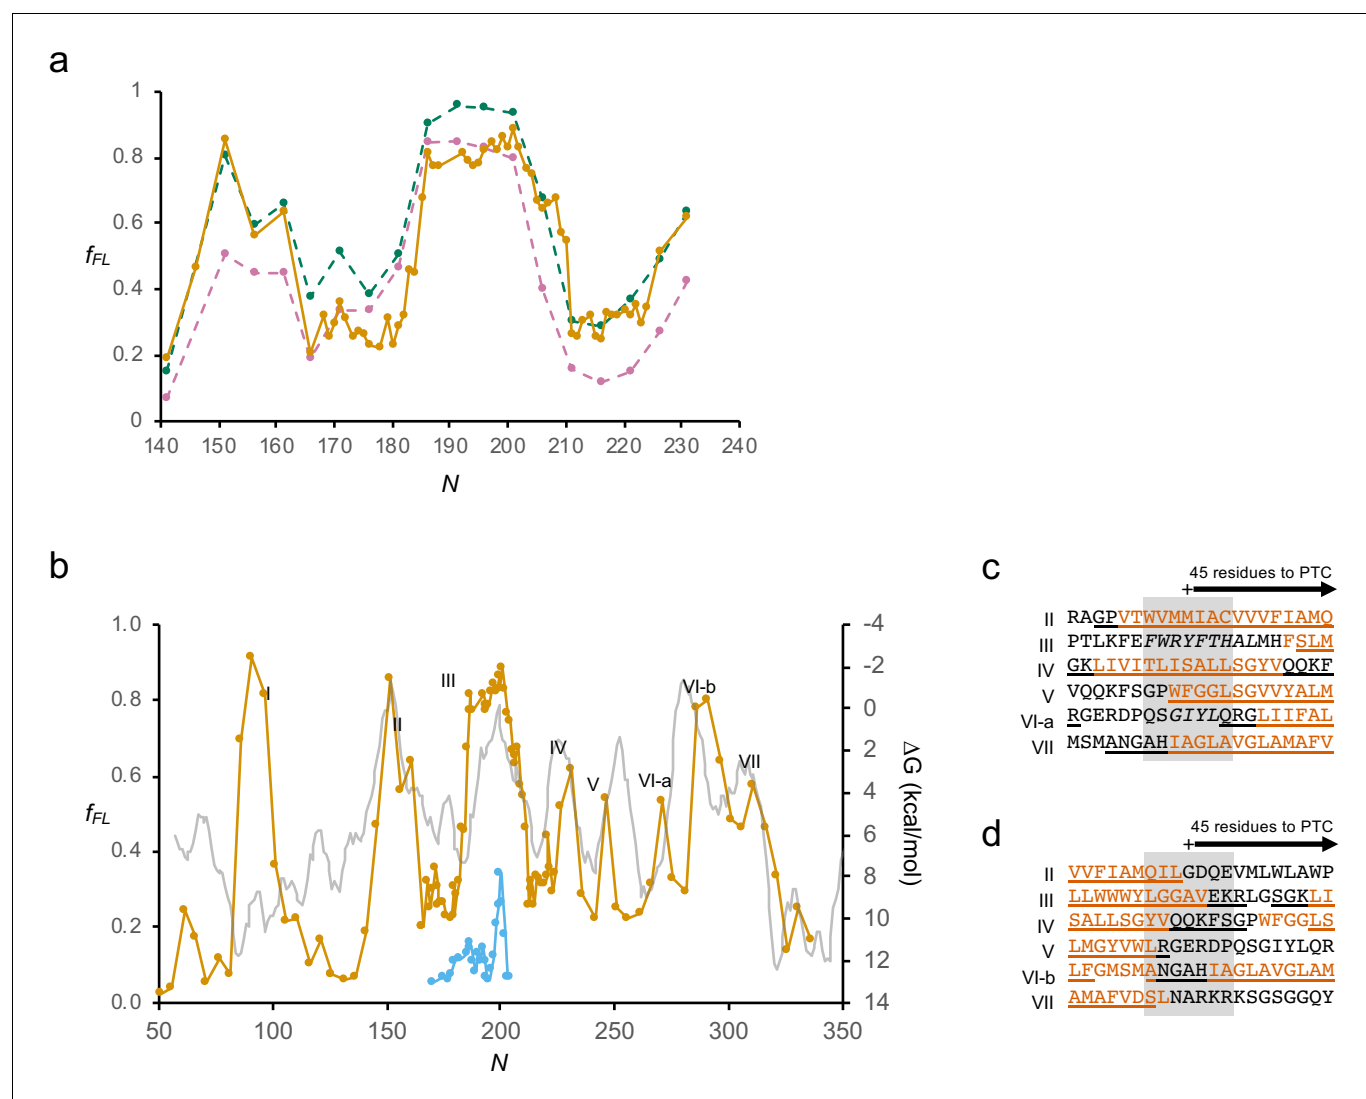 a
1
0.8
0.6
fFL
0.4
0.2
0
140 150 160 170 180 190 200 210 220 230 240
N
b
1.0 -4
-2
0.8 0
0.6 2
fFL 4
0.4 6
8
0.2 10
12
0.0 14
ΔG (kcal/mol)
I
II
III
IV
V
VI-a
VI-b
VII
50 100 150 200 250 300 350
N
c
45 residues to PTC
+
II RAGPVTWVMMIACVVVFIAMQ
III PTLKFEFWRYFTHALMHFSLM
IV GKLIVITLISALLSGYVQQKF
V VQQKFSGPWFGGLSGVVYALM
VI-a RGERDPQSGIYLQRGLIIFAL
VII MSMANGAHIAGLAVGLAMAFV
d
45 residues to PTC
+
II VVFIAMQILGDQEVMLWLAWP
III LLWWWYLGGAVEKRLGSGKLI
IV SALLSGYVQQKFSGPWFGGLS
V LMGYVWLRGERDPQSGIYLQR
VI-b LFGMSMANGAHIAGLAVGLAM
VII AMAFVDSLNARKRKSGSGGQY